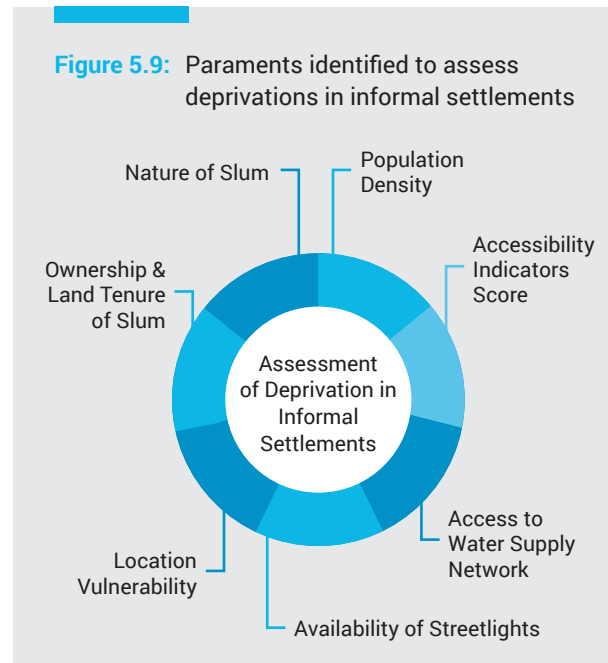 Figure 5.9: Paraments identified to assess
deprivations in informal settlements
Nature of Slum
Population
Density
Accessibility
Indicators
Score
Ownership &
Land Tenure
of Slum
Assessment
of Deprivation in
Informal
Settlements
Access to
Water Supply
Network
Location
Vulnerability
Availability of Streetlights